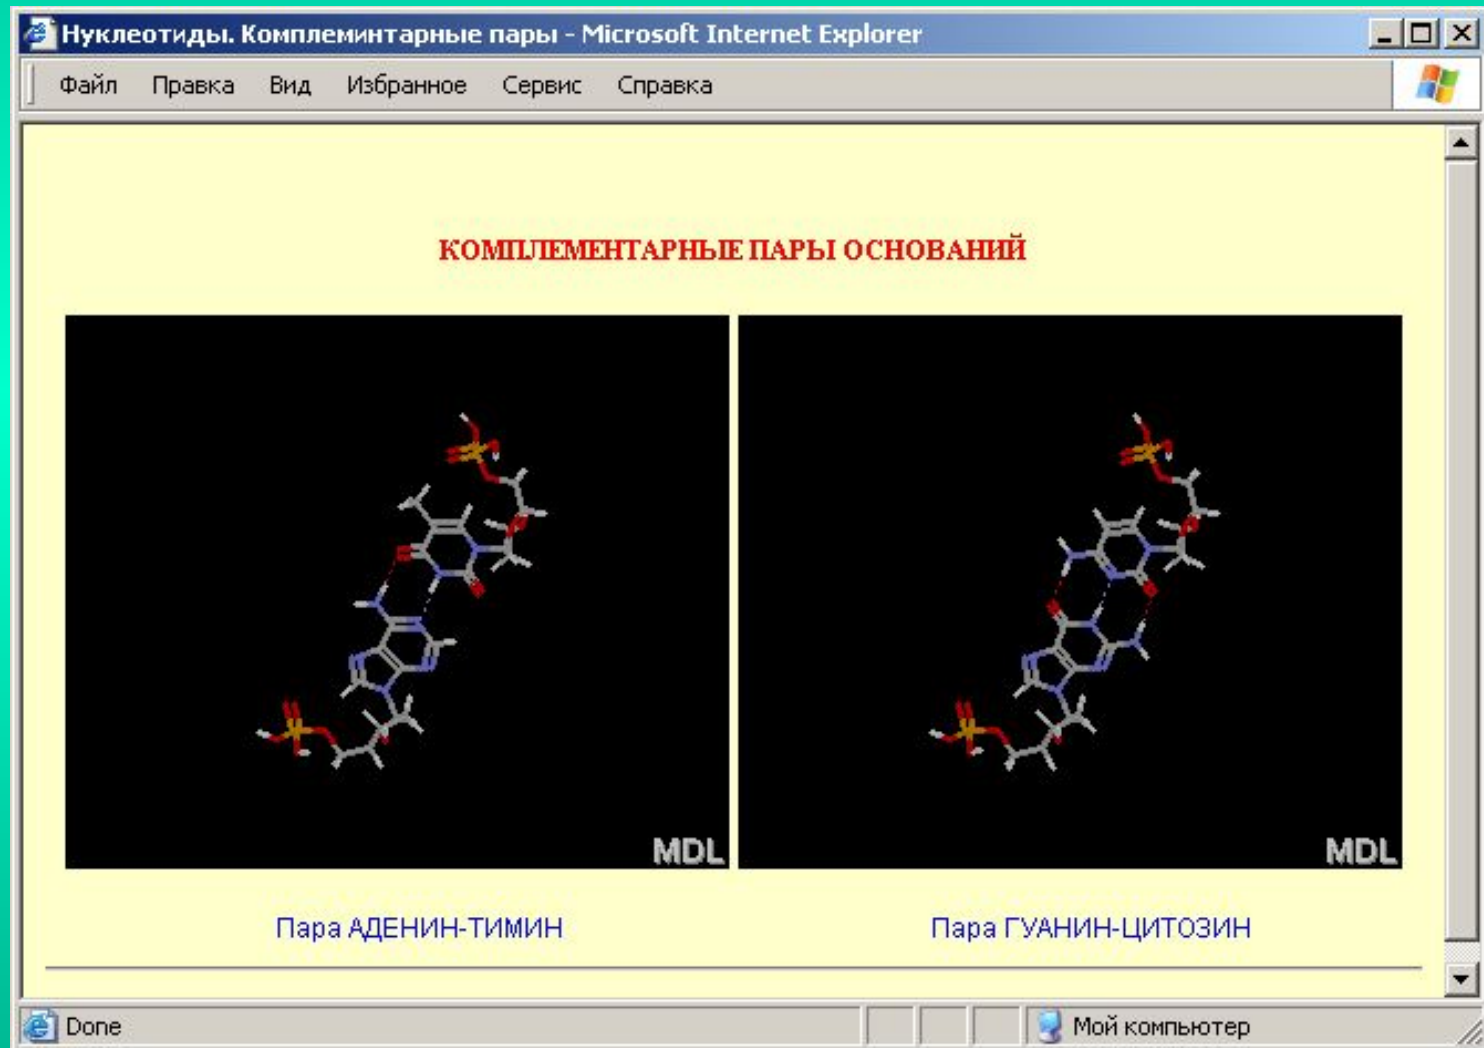 Нуклеотиды. Комплеминтарные пары - Microsoft Internet Explorer
Файл Правка Вид Избранное Сервис Справка
КОМПЛЕМЕНТАРНЫЕ ПАРЫ ОСНОВАНИЙ
MDL MDL
Пара АДЕНИН-ТИМИН Пара ГУАНИН-ЦИТОЗИН
Done Мой компьютер